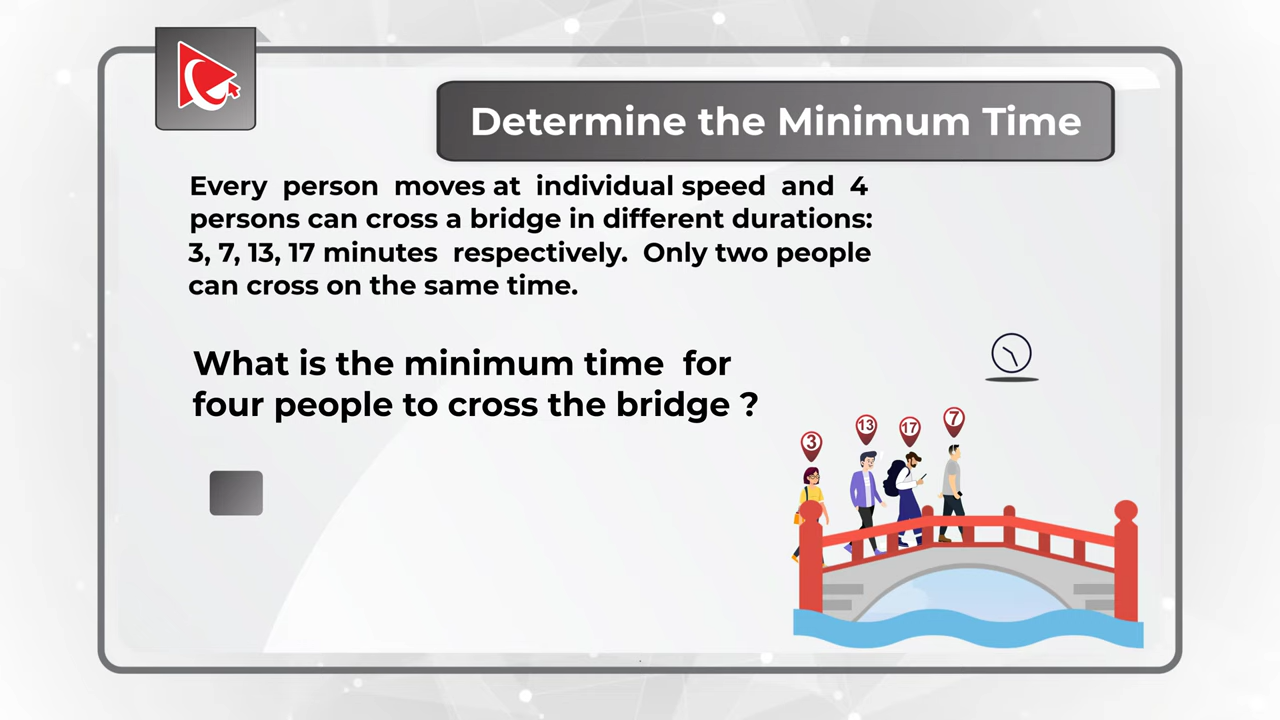 Determine the Minimum Time
Every person moves at individual speed and 4
persons can cross a bridge in different durations:
3, 7, 13, 17 minutes respectively. Only two people
can cross on the same time.
What is the minimum time for
four people to cross the bridge ?
3
13
17
7